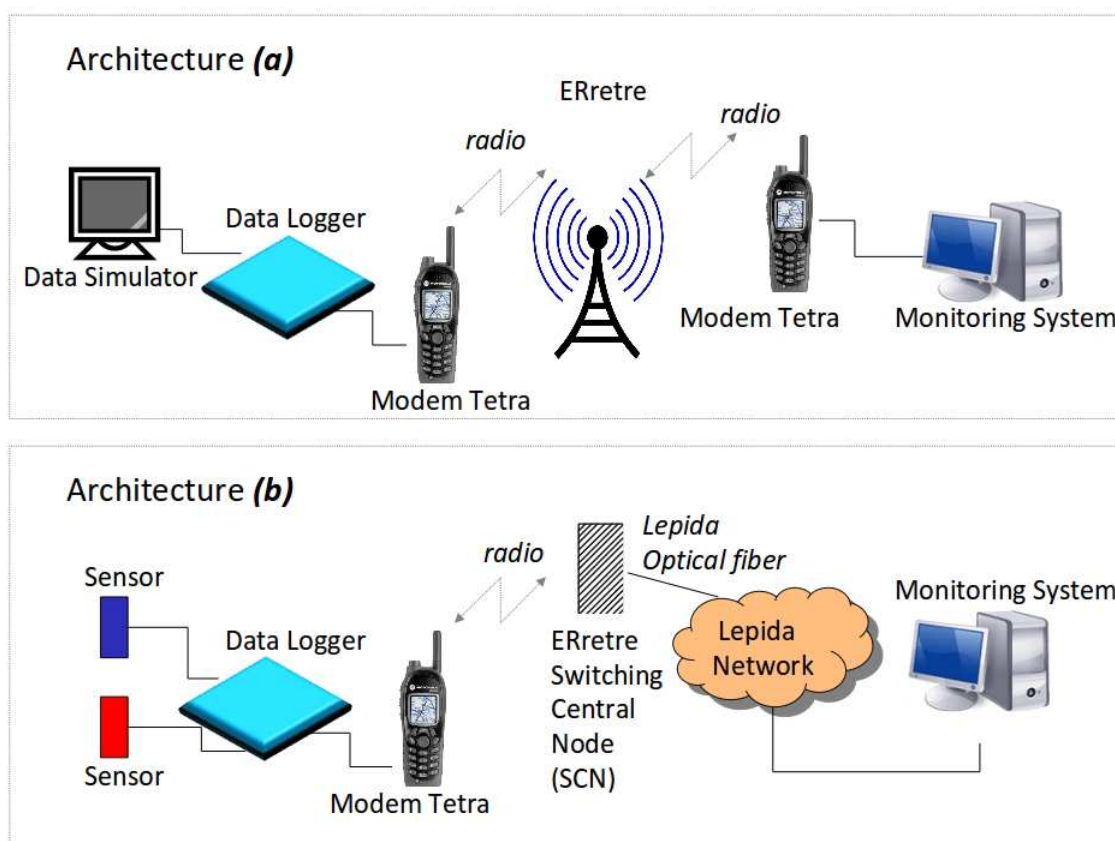 Architecture (a)
ERretre
radio
radio
Data Logger
Data Simulator
Modem Tetra
Modem Tetra
Monitoring System
Architecture (b)
Sensor
Sensor
Data Logger
Modem Tetra
radio
Lepida
Optical fiber
ERretre
Switching
Central
Node
(SCN)
Lepida
Network
Monitoring System